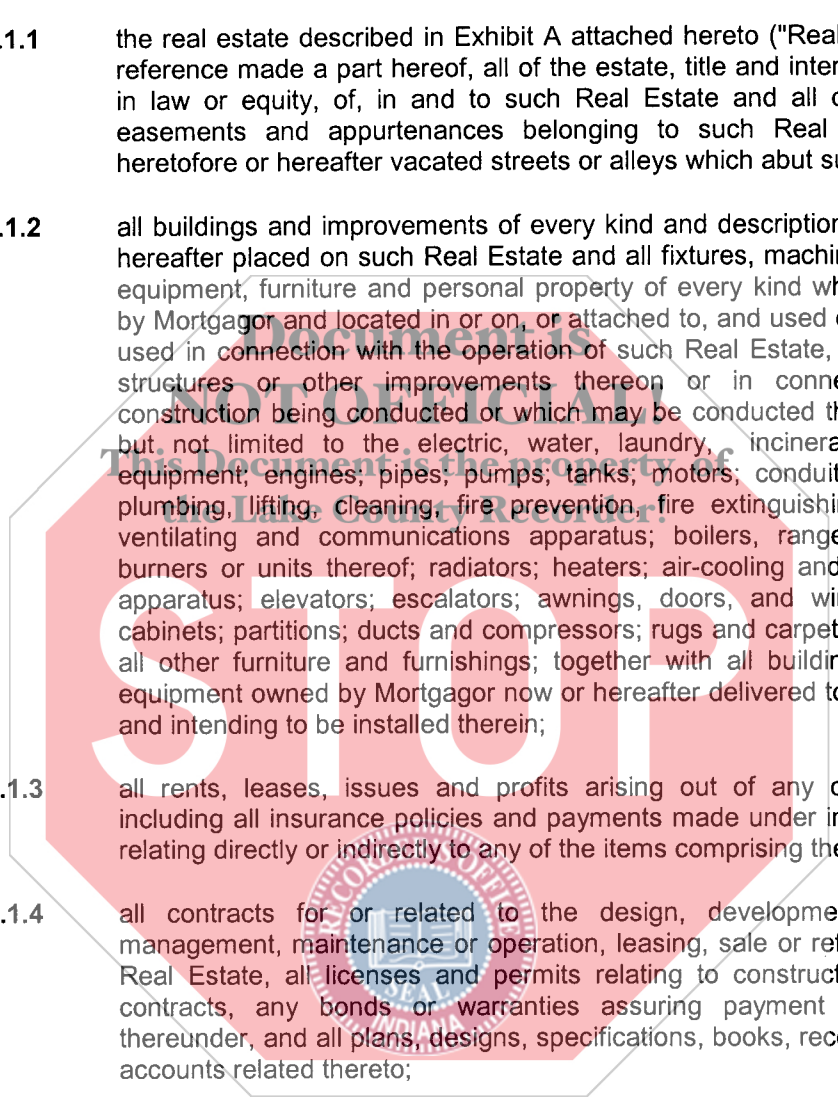 .1.1 the real estate described in Exhibit A attached hereto ("Real
reference made a part hereof, all of the estate, title and inter
in law or equity, of, in and to such Real Estate and all
easements and appurtenances belonging to such Real
heretofore or hereafter vacated streets or alleys which abut su
.1.2 all buildings and improvements of every kind and description
hereafter placed on such Real Estate and all fixtures, machin
equipment, furniture and personal property of every kind wh
by Mortgagor and located in or on, or attached to, and used
used in connection with the operation of such Real Estate,
structures or other improvements thereon or in conne
construction being conducted or which may be conducted th
but not limited to the electric, water, laundry, incinera
equipment; engines; pipes; pumps; tanks; motors; conduit
plumbing, lifting, cleaning, fire prevention, fire extinguishi
ventilating and communications apparatus; boilers, range
burners or units thereof; radiators; heaters; air-cooling and
apparatus; elevators; escalators; awnings, doors, and wi
cabinets; partitions; ducts and compressors; rugs and carpet
all other furniture and furnishings; together with all buildin
equipment owned by Mortgagor now or hereafter delivered to
and intending to be installed therein;
.1.3 all rents, leases, issues and profits arising out of any
including all insurance policies and payments made under in
relating directly or indirectly to any of the items comprising the
.1.4 all contracts for or related to the design, developme
management, maintenance or operation, leasing, sale or ref
Real Estate, all licenses and permits relating to construct
contracts, any bonds or warranties assuring payment
thereunder, and all plans, designs, specifications, books, reco
accounts related thereto;
Document is
NOT OFFICIAL!
This Document is the property of
the Lake County Recorder!
STOP
RECORDER'S OFFICE
SEAL
INDIANA